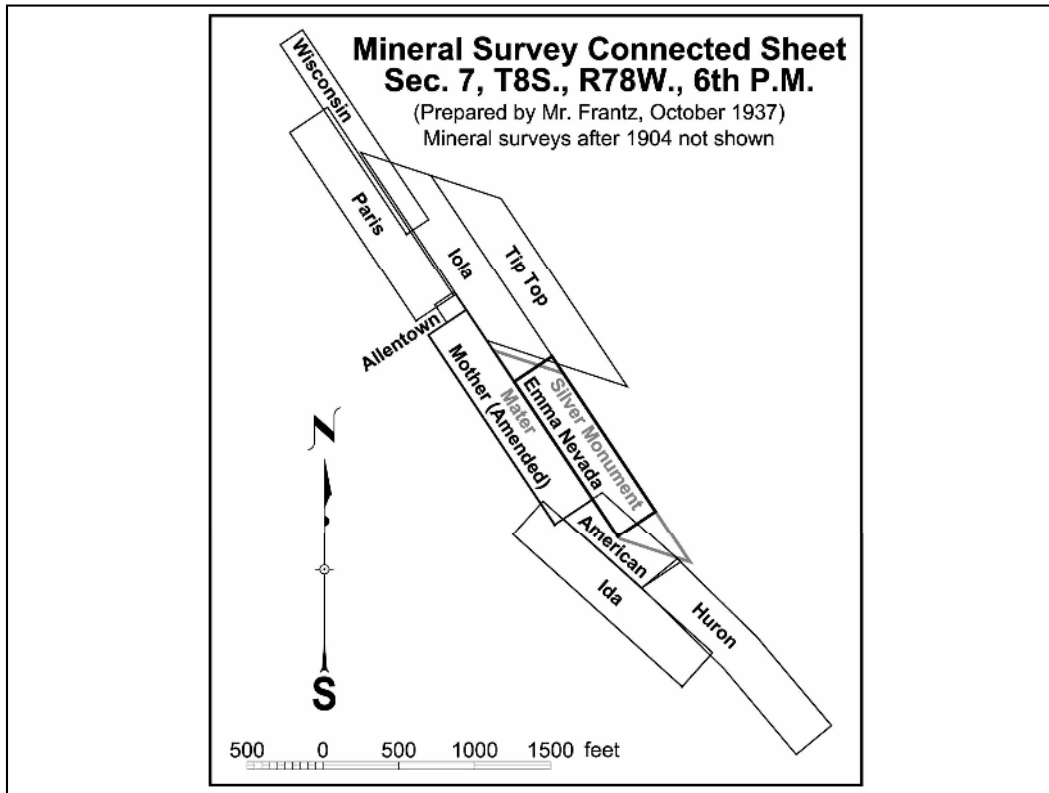 Mineral Survey Connected Sheet
Sec. 7, T8S., R78W., 6th P.M.
(Prepared by Mr. Frantz, October 1937)
Mineral surveys after 1904 not shown
Wisconsin
Paris
Iola
Tip Top
Allentown
Mother (Amended)
Mater
Emma Nevada
Silver Monument
American
Ida
Huron
N
S
500 0 500 1000 1500 feet